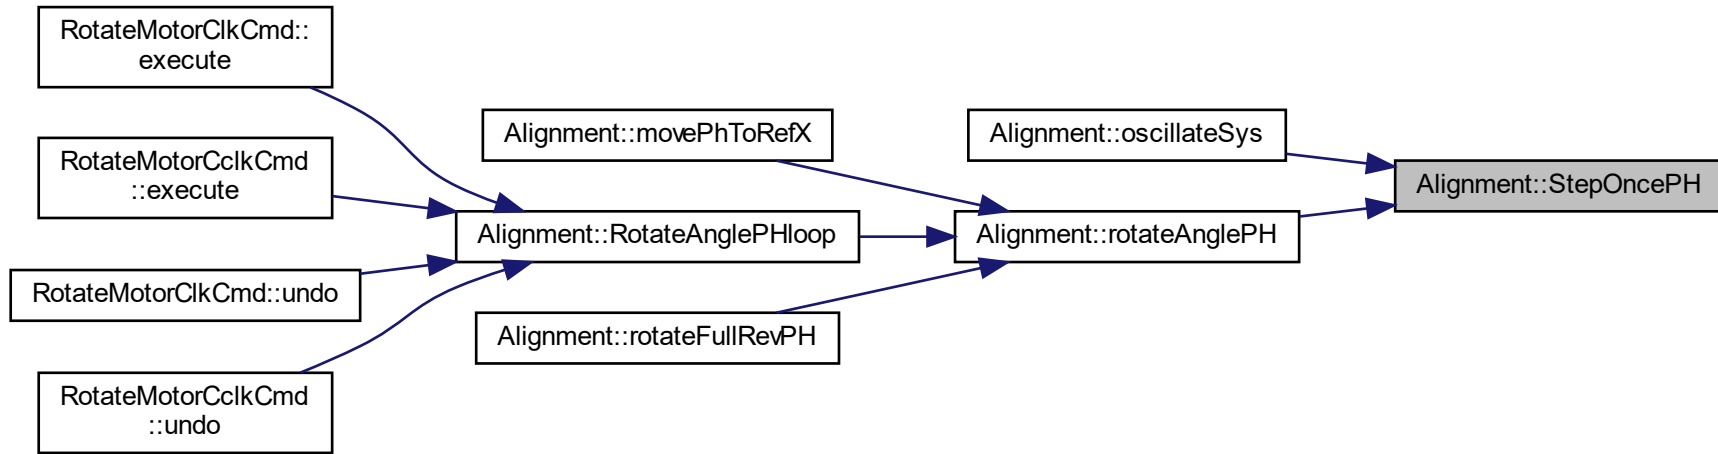 RotateMotorClkCmd::
execute
RotateMotorCclkCmd
::execute
RotateMotorClkCmd::undo
RotateMotorCclkCmd
::undo
Alignment::movePhToRefX
Alignment::RotateAnglePHloop
Alignment::rotateFullRevPH
Alignment::oscillateSys
Alignment::rotateAnglePH
Alignment::StepOncePH